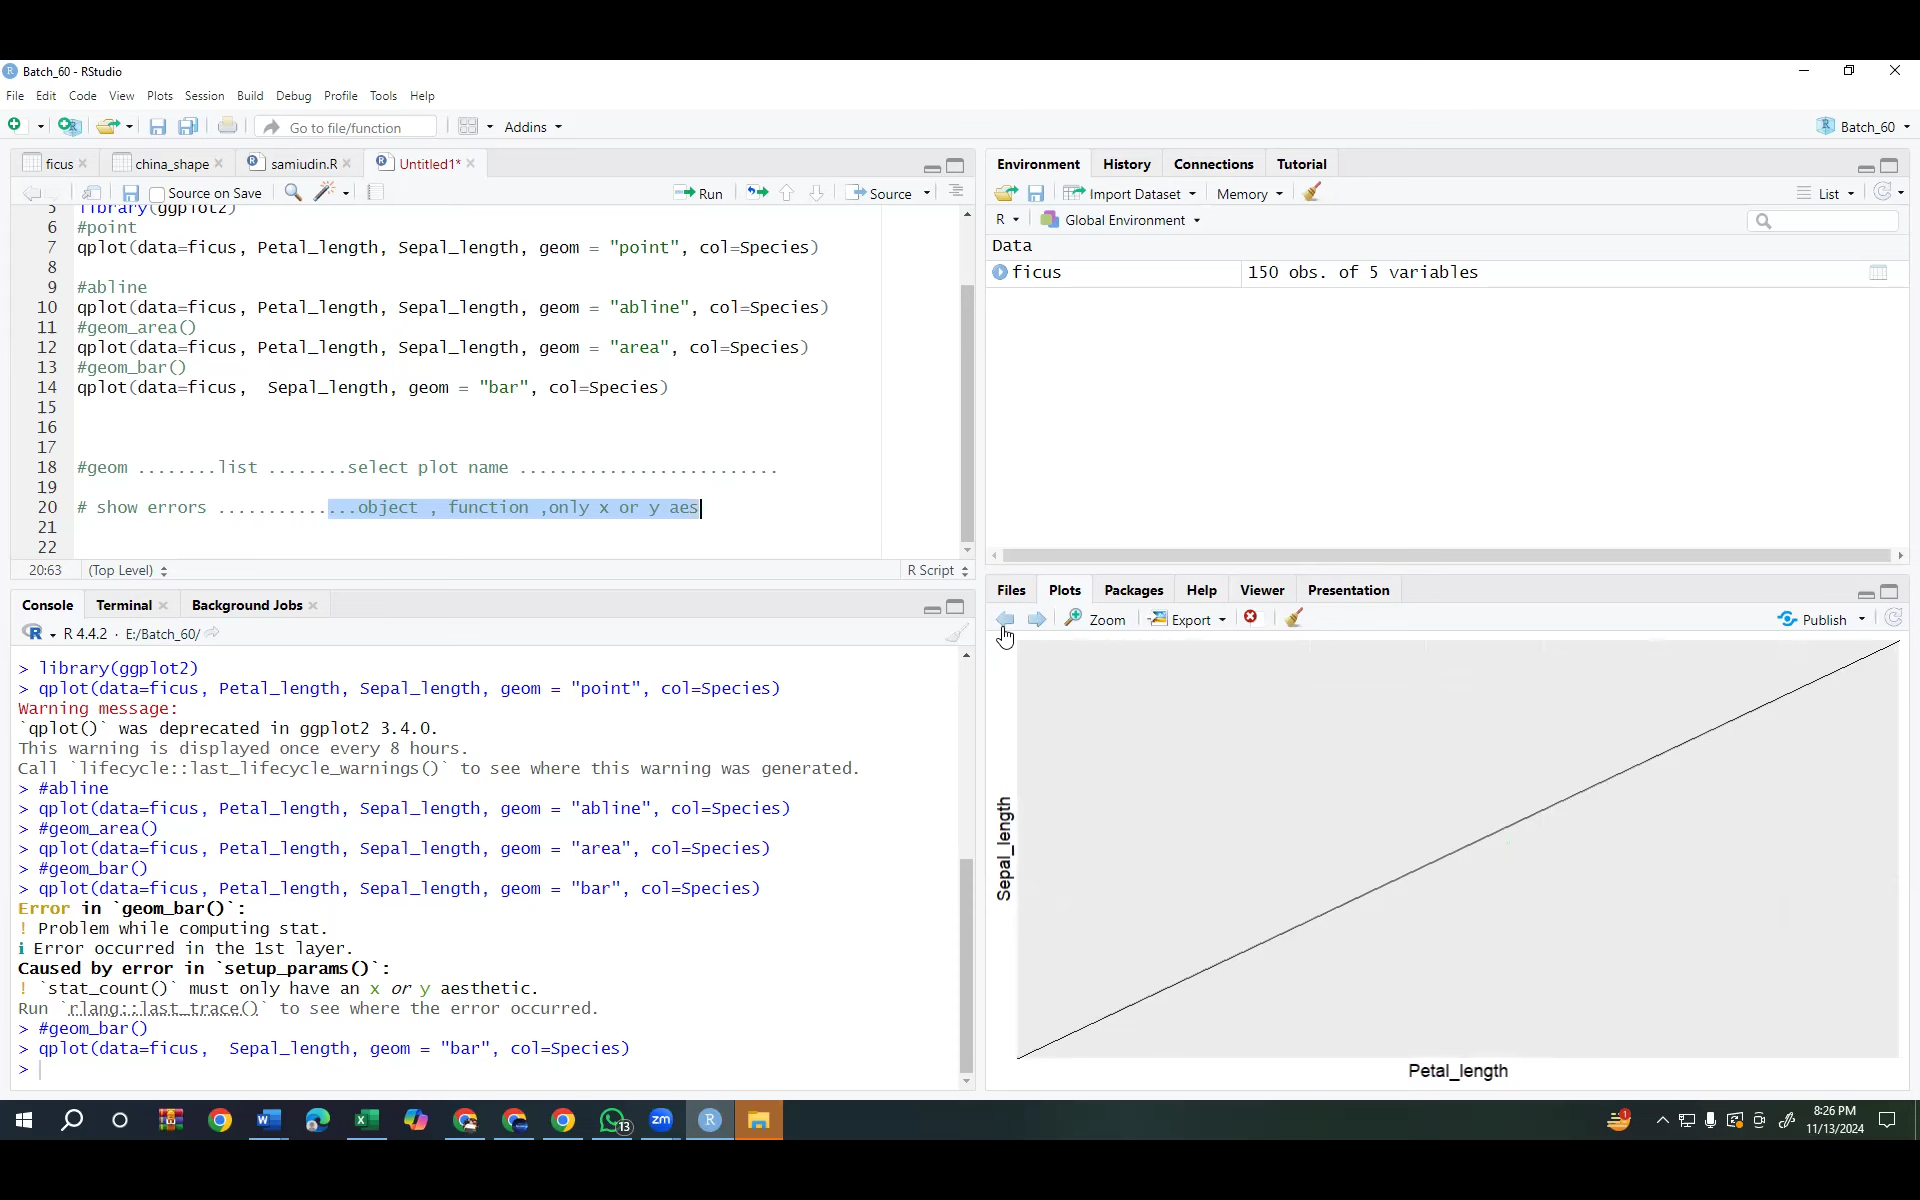 Batch_60 - RStudio
File Edit Code View Plots Session Build Debug Profile Tools Help
Go to file/function Addins Batch_60
ficus china_shape samiudin.R Untitled1*
Source on Save Run Source
5 library(ggplot2)
6 #point
7 qplot(data=ficus, Petal_length, Sepal_length, geom = "point", col=Species)
8
9 #abline
10 qplot(data=ficus, Petal_length, Sepal_length, geom = "abline", col=Species)
11 #geom_area()
12 qplot(data=ficus, Petal_length, Sepal_length, geom = "area", col=Species)
13 #geom_bar()
14 qplot(data=ficus,  Sepal_length, geom = "bar", col=Species)
15
16
17
18 #geom ........list ........select plot name ..........................
19
20 # show errors ..............object , function ,only x or y aes
21
22
20:63 (Top Level) R Script
Console Terminal Background Jobs
R 4.4.2 · E:/Batch_60/
> library(ggplot2)
> qplot(data=ficus, Petal_length, Sepal_length, geom = "point", col=Species)
Warning message:
`qplot()` was deprecated in ggplot2 3.4.0.
This warning is displayed once every 8 hours.
Call `lifecycle::last_lifecycle_warnings()` to see where this warning was generated.
> #abline
> qplot(data=ficus, Petal_length, Sepal_length, geom = "abline", col=Species)
> #geom_area()
> qplot(data=ficus, Petal_length, Sepal_length, geom = "area", col=Species)
> #geom_bar()
> qplot(data=ficus, Petal_length, Sepal_length, geom = "bar", col=Species)
Error in `geom_bar()`:
! Problem while computing stat.
ℹ Error occurred in the 1st layer.
Caused by error in `setup_params()`:
! `stat_count()` must only have an x or y aesthetic.
Run `rlang::last_trace()` to see where the error occurred.
> #geom_bar()
> qplot(data=ficus,  Sepal_length, geom = "bar", col=Species)
>
Environment History Connections Tutorial
Import Dataset Memory List
R Global Environment
Data
ficus 150 obs. of 5 variables
Files Plots Packages Help Viewer Presentation
Zoom Export Publish
Sepal_length
Petal_length
13
zm
1
8:26 PM
11/13/2024